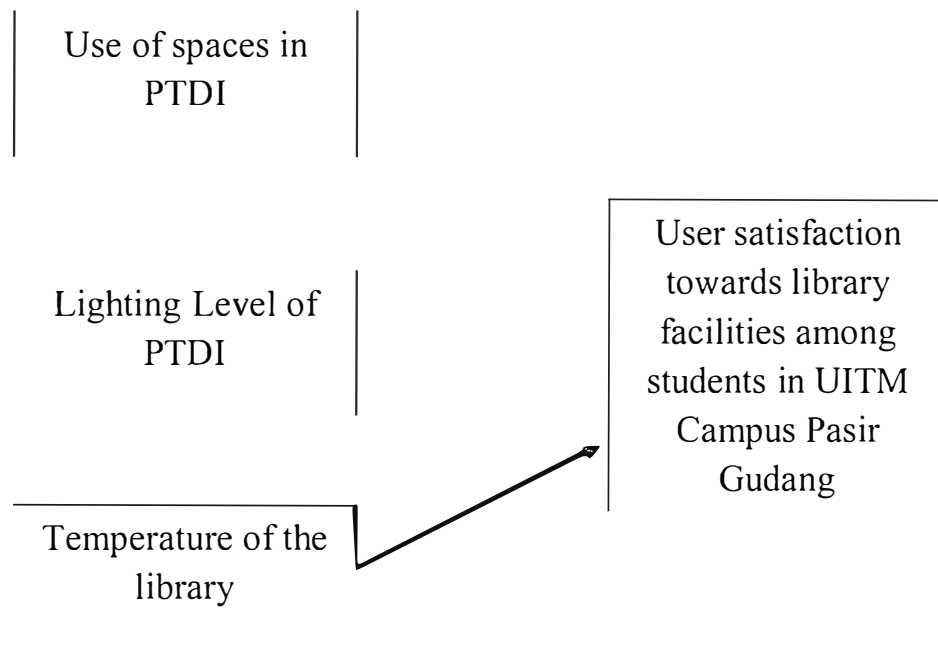 Use of spaces in
PTDI
Lighting Level of
PTDI
Temperature of the
library
User satisfaction
towards library
facilities among
students in UITM
Campus Pasir
Gudang